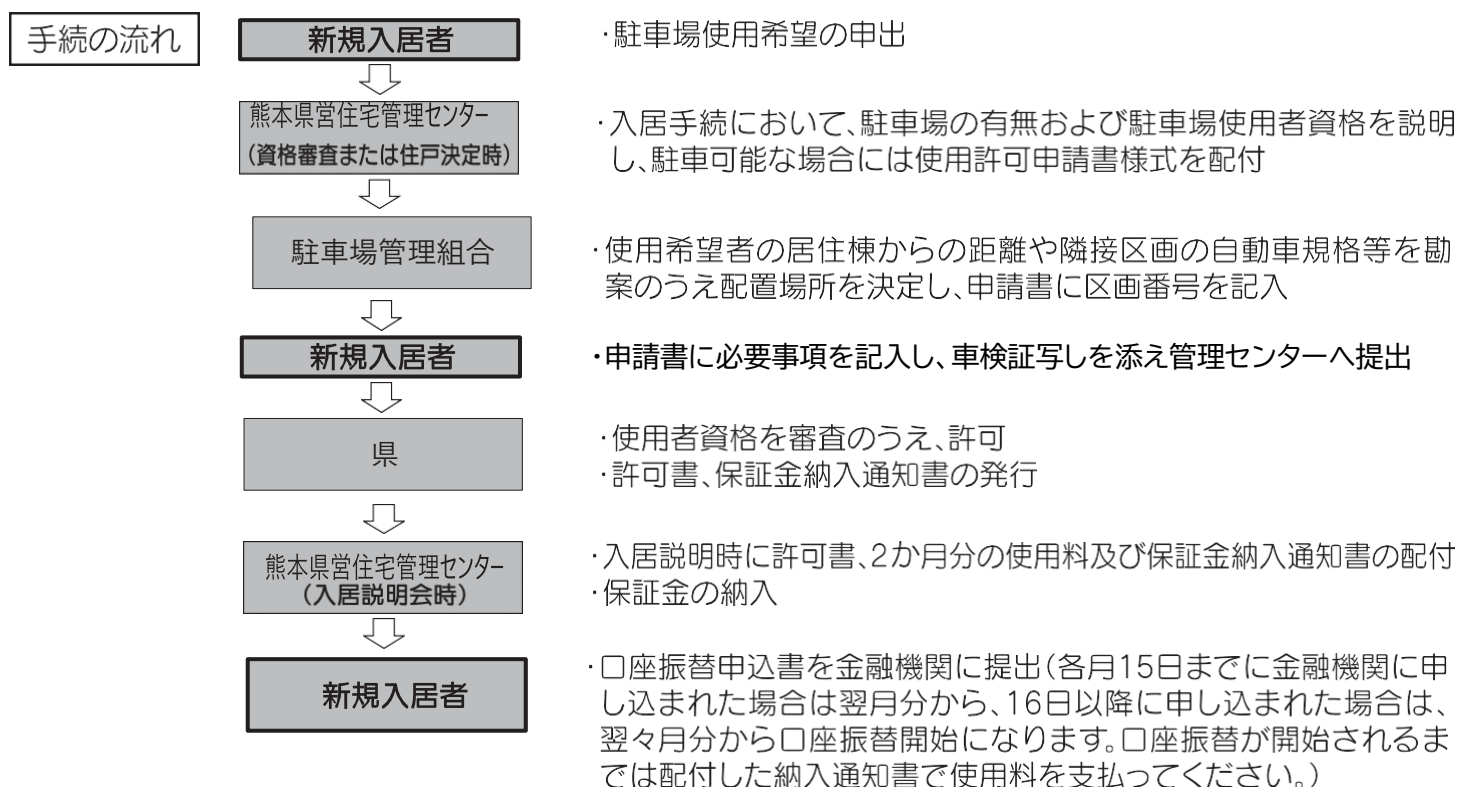 手続の流れ
新規入居者
・駐車場使用希望の申出
熊本県営住宅管理センター
(資格審査または住戸決定時)
・入居手続において、駐車場の有無および駐車場使用者資格を説明
し、駐車可能な場合には使用許可申請書様式を配付
駐車場管理組合
・使用希望者の居住棟からの距離や隣接区画の自動車規格等を勘
案のうえ配置場所を決定し、申請書に区画番号を記入
新規入居者
・申請書に必要事項を記入し、車検証写しを添え管理センターへ提出
県
・使用者資格を審査のうえ、許可
・許可書、保証金納入通知書の発行
熊本県営住宅管理センター
(入居説明会時)
・入居説明時に許可書、2か月分の使用料及び保証金納入通知書の配付
・保証金の納入
新規入居者
・口座振替申込書を金融機関に提出(各月15日までに金融機関に申
し込まれた場合は翌月分から、16日以降に申し込まれた場合は、
翌々月分から口座振替開始になります。口座振替が開始されるま
では配付した納入通知書で使用料を支払ってください。)